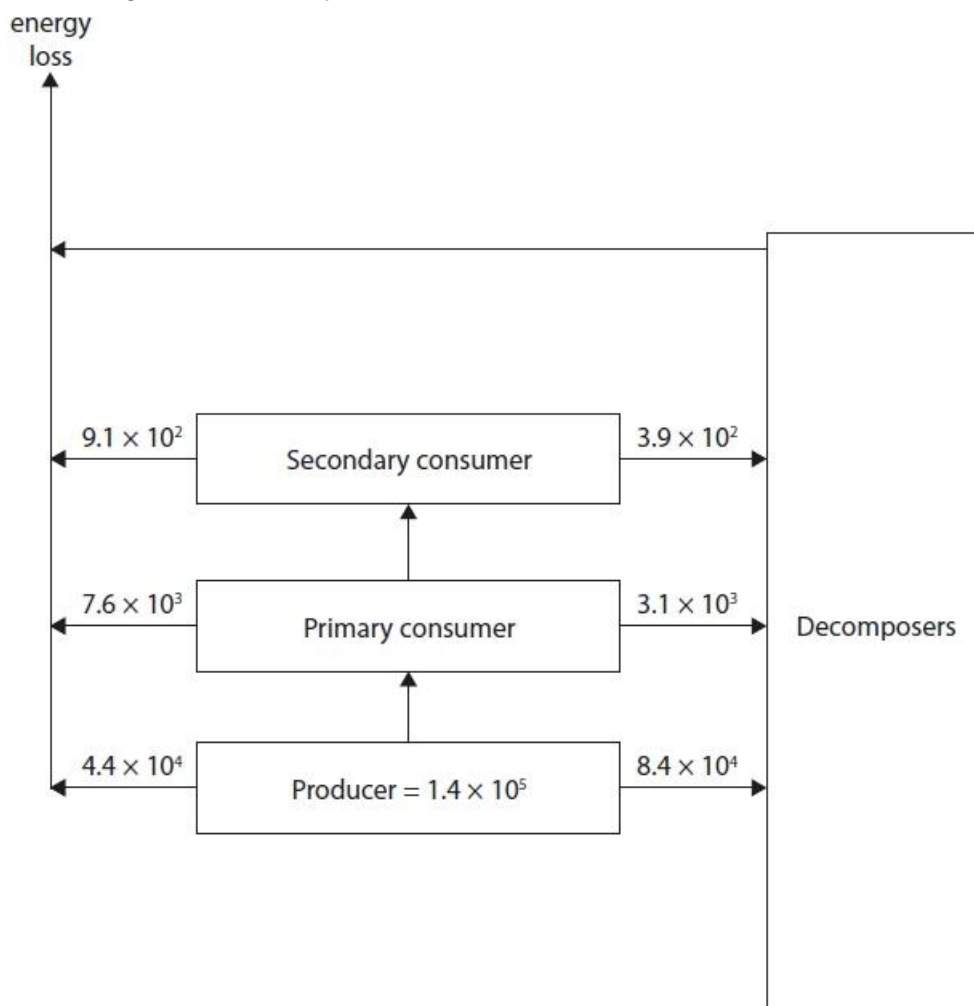 energy
loss
9.1 × 10²
Secondary consumer
3.9 × 10²
7.6 × 10³
Primary consumer
3.1 × 10³
Decomposers
4.4 × 10⁴
Producer = 1.4 × 10⁵
8.4 × 10⁴